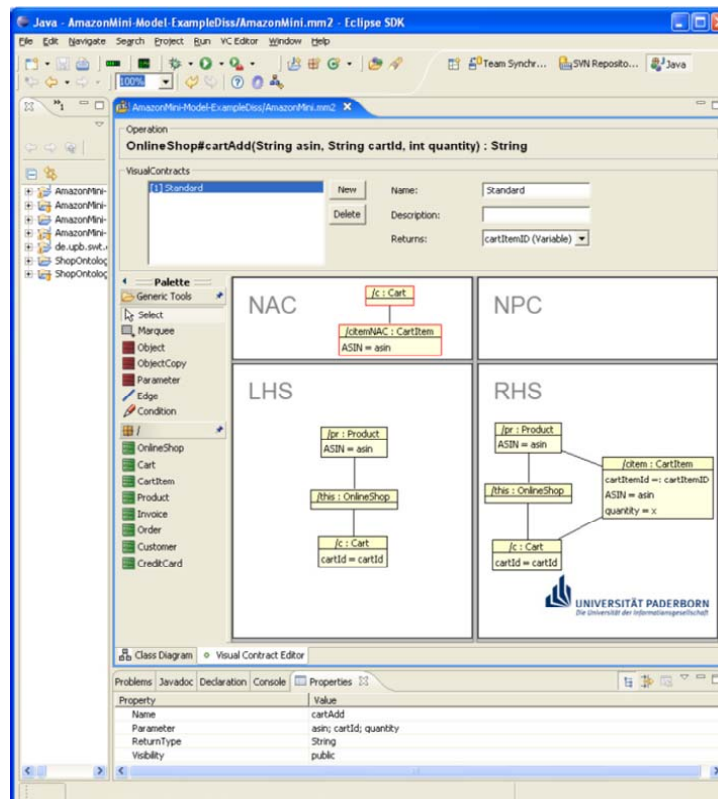 Java - AmazonMini-Model-ExampleDiss/AmazonMini.mm2 - Eclipse SDK
File Edit Navigate Search Project Run VC Editor Window Help
Team Synchr... SVN Reposito... Java
100%
AmazonMini-Model-ExampleDiss/AmazonMini.mm2
Operation
OnlineShop#cartAdd(String asin, String cartId, int quantity) : String
VisualContracts
[1] Standard
New
Delete
Name: Standard
Description:
Returns: cartItemID (Variable)
AmazonMini-
AmazonMini-
AmazonMini-
AmazonMini-
de.upb.swt.
ShopOntolog
ShopOntolog
Palette
Generic Tools
Select
Marquee
Object
ObjectCopy
Parameter
Edge
Condition
/
OnlineShop
Cart
CartItem
Product
Invoice
Order
Customer
CreditCard
NAC
/c : Cart
/citemNAC : CartItem
ASIN = asin
NPC
LHS
/pr : Product
ASIN = asin
/this : OnlineShop
/c : Cart
cartId = cartId
RHS
/pr : Product
ASIN = asin
/this : OnlineShop
/c : Cart
cartId = cartId
/citem : CartItem
cartItemId =: cartItemID
ASIN = asin
quantity = x
UNIVERSITÄT PADERBORN
Die Universität der Informationsgesellschaft
Class Diagram Visual Contract Editor
Problems Javadoc Declaration Console Properties
Property Value
Name cartAdd
Parameter asin; cartId; quantity
ReturnType String
Visibility public